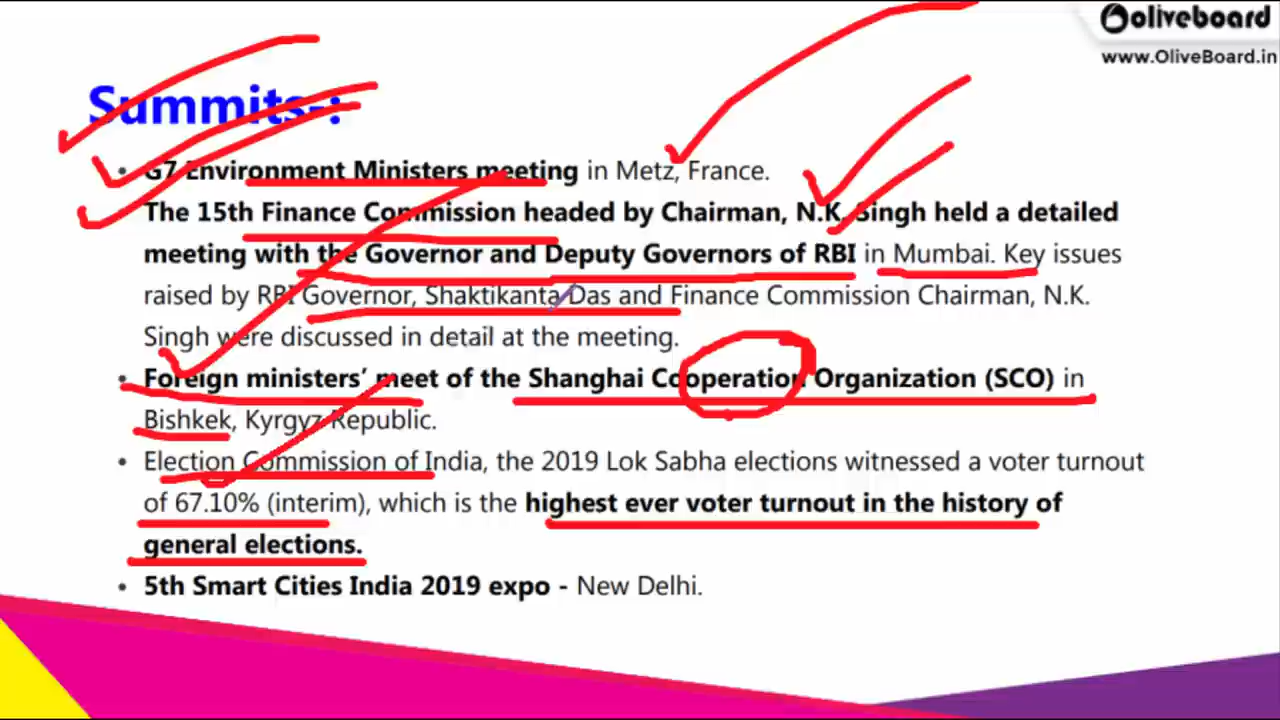 Oliveboard
www.OliveBoard.in
Summits-:
• G7 Environment Ministers meeting in Metz, France.
The 15th Finance Commission headed by Chairman, N.K. Singh held a detailed
meeting with the Governor and Deputy Governors of RBI in Mumbai. Key issues
raised by RBI Governor, Shaktikanta Das and Finance Commission Chairman, N.K.
Singh were discussed in detail at the meeting.
• Foreign ministers’ meet of the Shanghai Cooperation Organization (SCO) in
Bishkek, Kyrgyz Republic.
• Election Commission of India, the 2019 Lok Sabha elections witnessed a voter turnout
of 67.10% (interim), which is the highest ever voter turnout in the history of
general elections.
• 5th Smart Cities India 2019 expo - New Delhi.